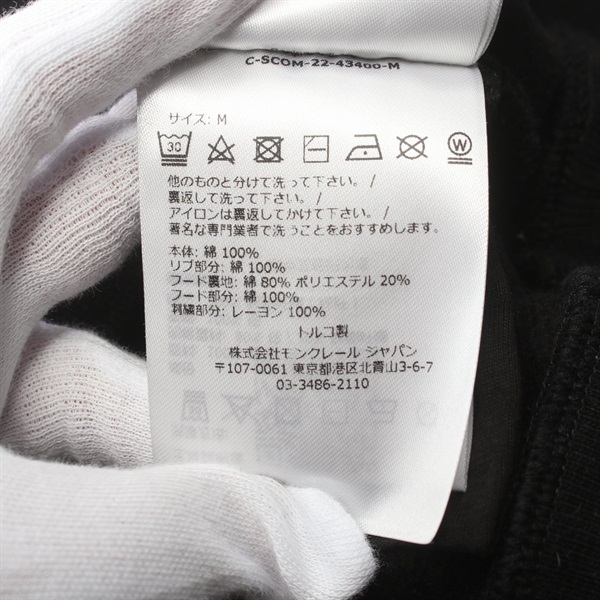 C-SCOM-22-43400-M
サイズ: M
30
W
他のものと分けて洗って下さい。/
裏返して洗って下さい。/
アイロンは裏返してかけて下さい。/
著名な専門業者で洗うことをおすすめします。
本体: 綿 100%
リブ部分: 綿 100%
フード裏地: 綿 80% ポリエステル 20%
フード部分: 綿 100%
刺繍部分: レーヨン 100%
トルコ製
株式会社モンクレール ジャパン
〒107-0061 東京都港区北青山3-6-7
03-3486-2110